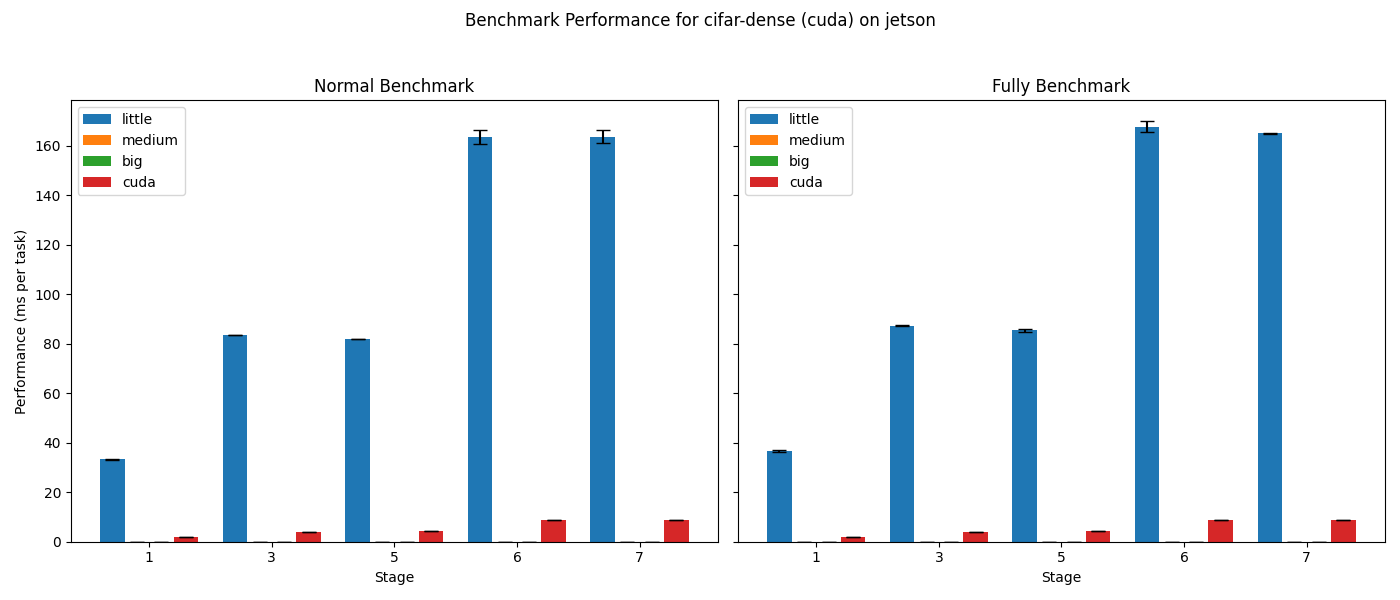 Benchmark Performance for cifar-dense (cuda) on jetson
Normal Benchmark
little
medium
big
cuda
Performance (ms per task)
160
140
120
100
80
60
40
20
0
1 3 5 6 7
Stage
Fully Benchmark
little
medium
big
cuda
1 3 5 6 7
Stage